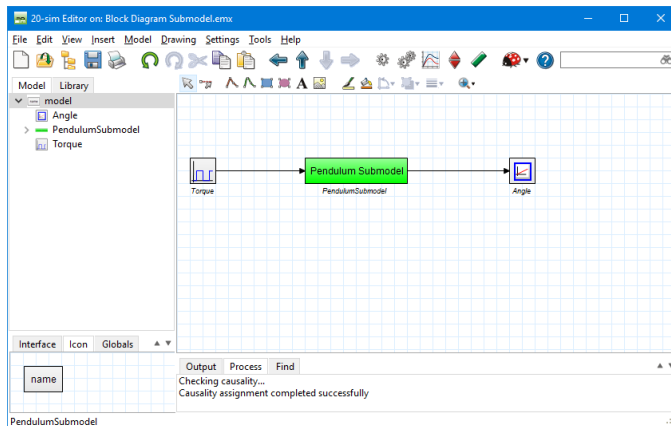 20-sim Editor on: Block Diagram Submodel.emx
File Edit View Insert Model Drawing Settings Tools Help
Model Library
A
model
Angle
PendulumSubmodel
Torque
Pendulum Submodel
Torque PendulumSubmodel Angle
Interface Icon Globals
name
Output Process Find
Checking causality...
Causality assignment completed successfully
PendulumSubmodel